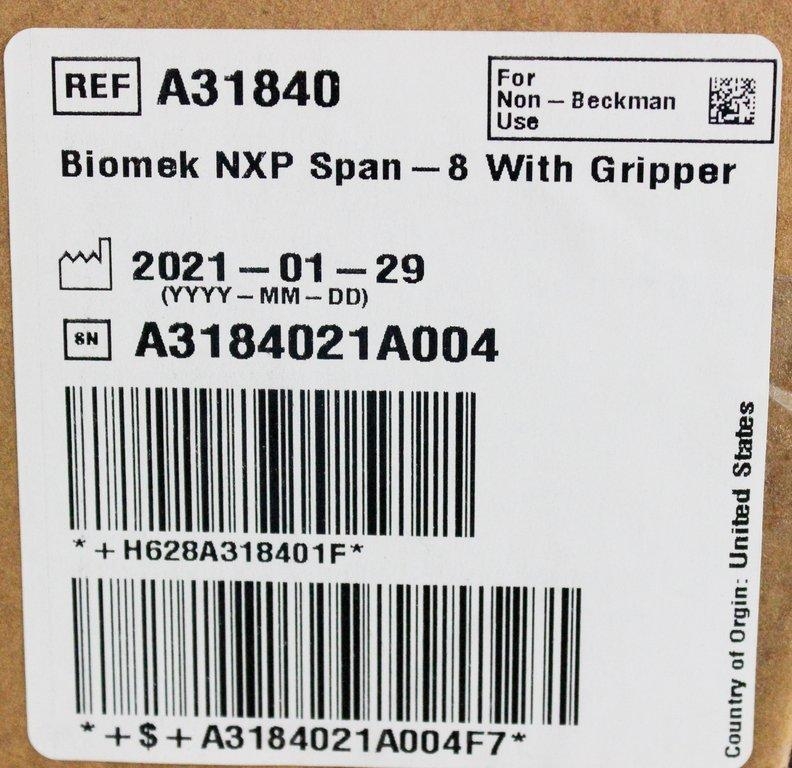 REF A31840
For
Non - Beckman
Use
Biomek NXP Span - 8 With Gripper
2021 - 01 - 29
(YYYY - MM - DD)
SN A3184021A004
*+H628A318401F*
*+$+A3184021A004F7*
Country of Orgin: United States